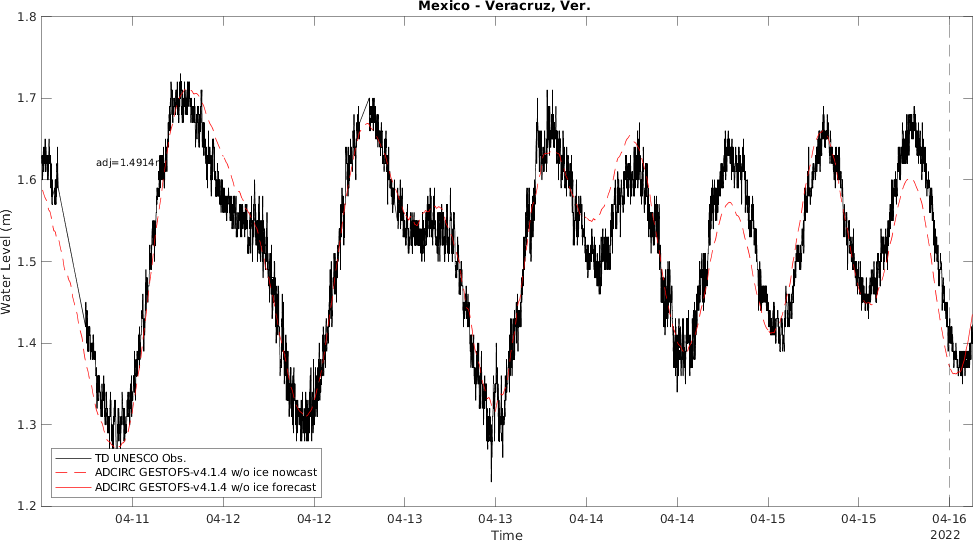 Mexico - Veracruz, Ver.
1.8
1.7
1.6
1.5
1.4
1.3
1.2
Water Level (m)
adj=1.4914
TD UNESCO Obs.
ADCIRC GESTOFS-v4.1.4 w/o ice nowcast
ADCIRC GESTOFS-v4.1.4 w/o ice forecast
04-11 04-12 04-12 04-13 04-13 04-14 04-14 04-15 04-15 04-16
Time 2022